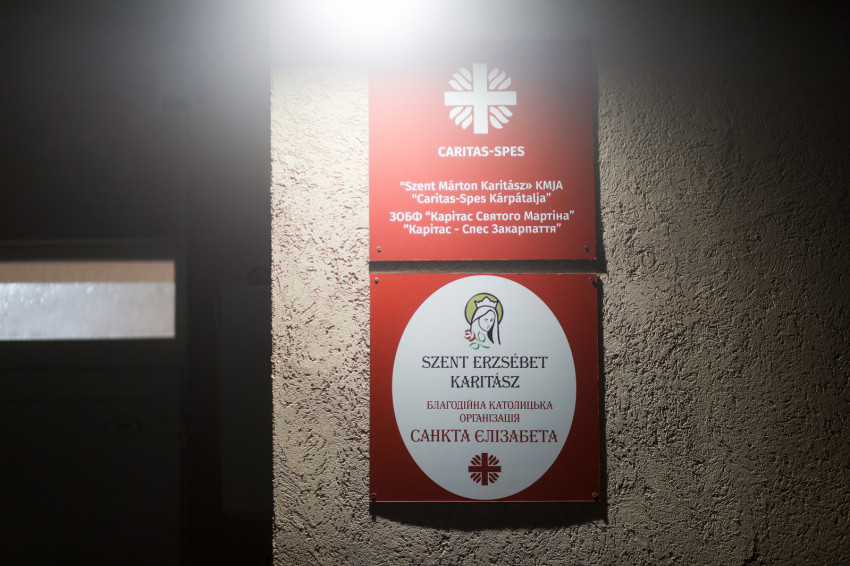 CARITAS-SPES
"Szent Márton Karitász» KMJA
"Caritas-Spes Kárpátalja"
ЗОБФ "Карітас Святого Мартіна"
"Карітас - Спес Закарпаття"
SZENT ERZSÉBET
KARITÁSZ
БЛАГОДІЙНА КАТОЛИЦЬКА
ОРГАНІЗАЦІЯ
САНКТА ЄЛІЗАБЕТА